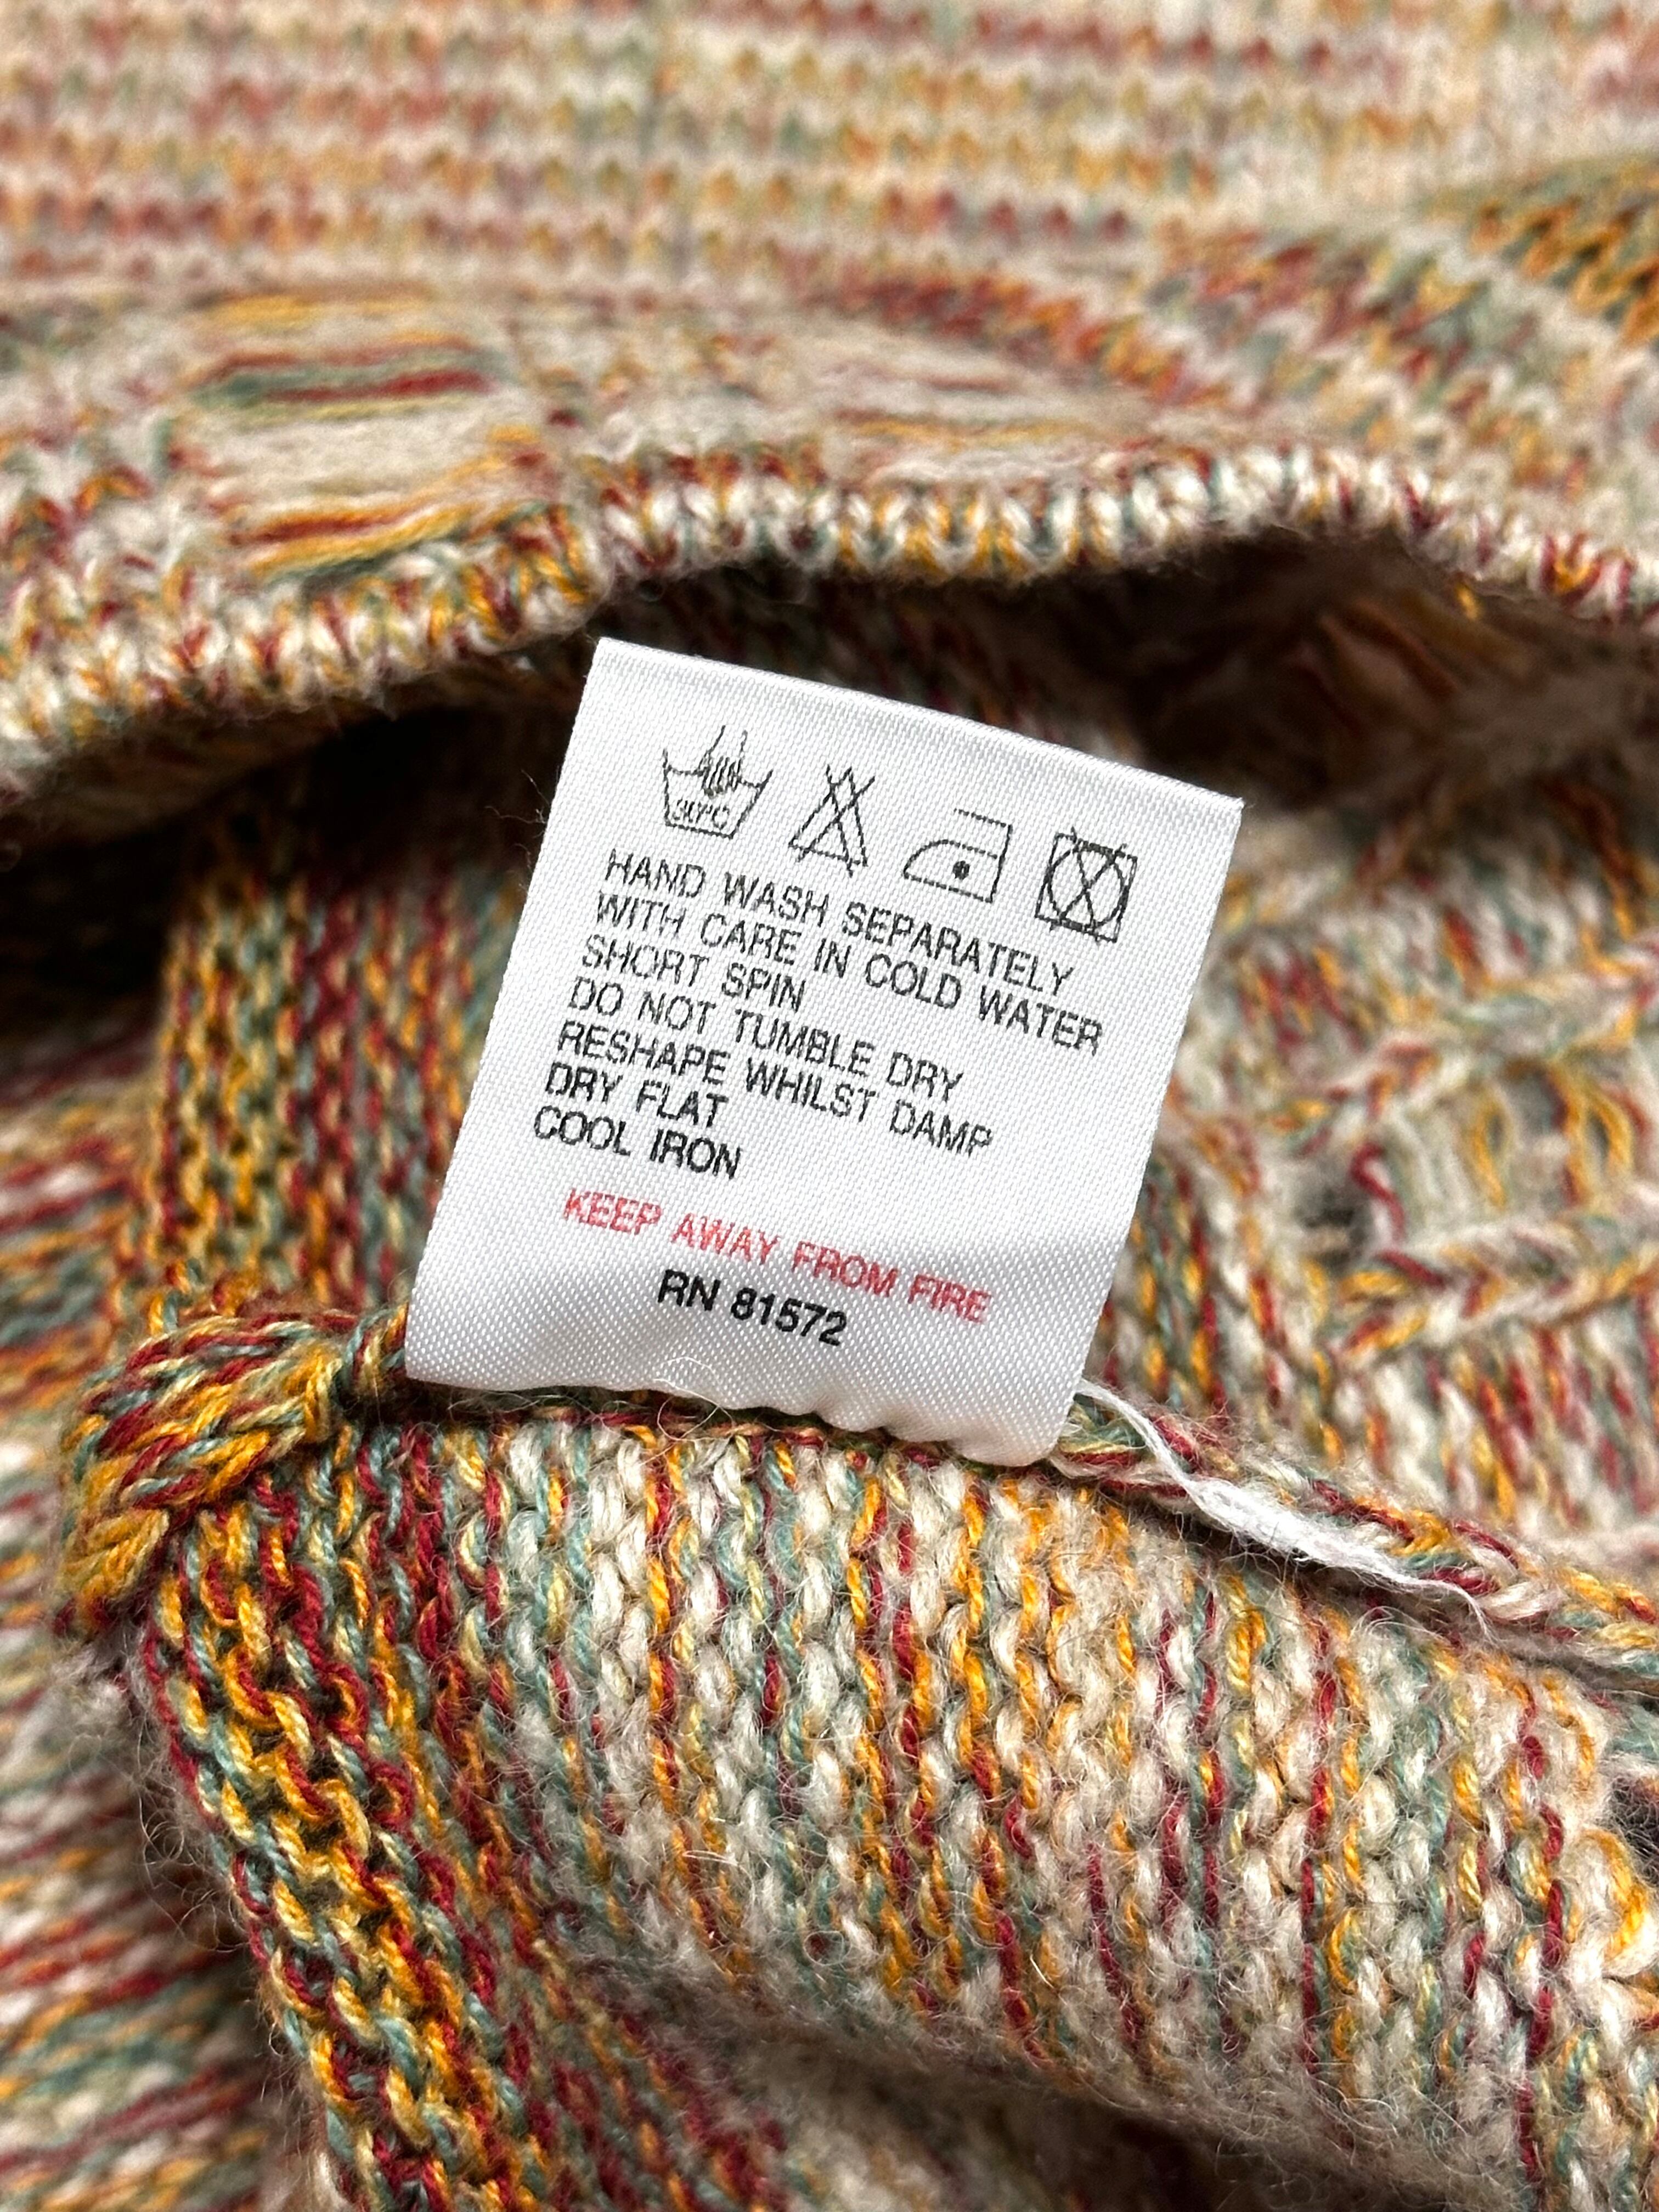 30°C
HAND WASH SEPARATELY
WITH CARE IN COLD WATER
SHORT SPIN
DO NOT TUMBLE DRY
RESHAPE WHILST DAMP
DRY FLAT
COOL IRON
KEEP AWAY FROM FIRE
RN 81572